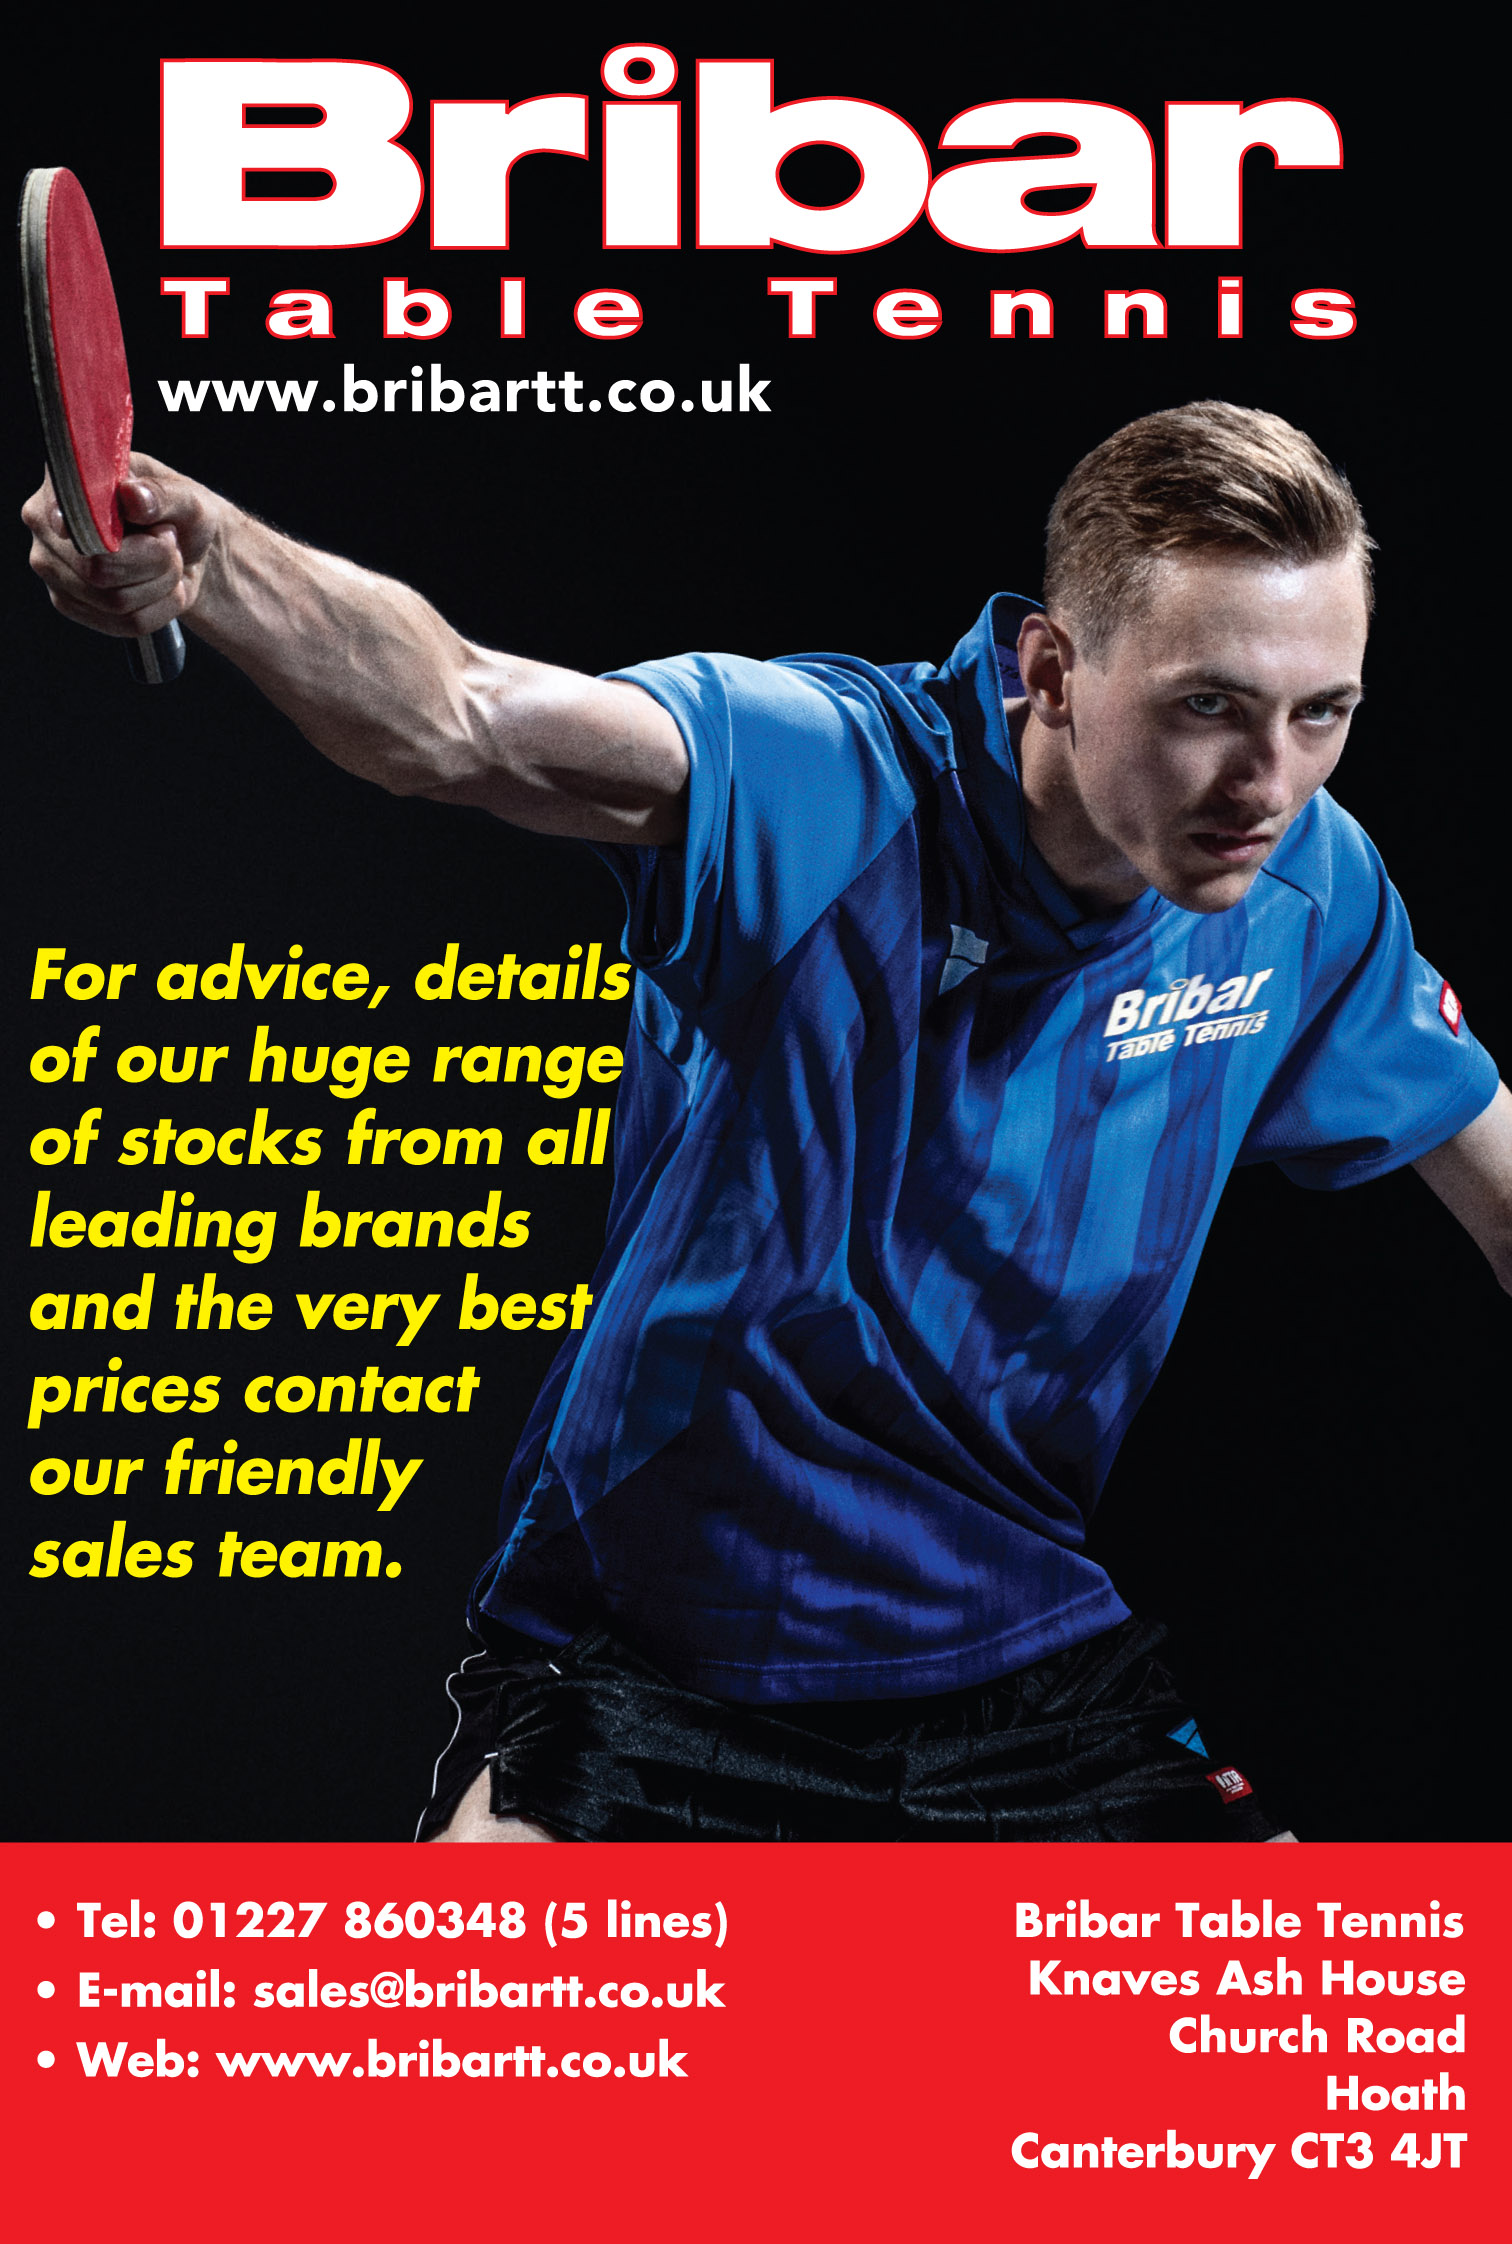 Bribar
Table Tennis
www.bribartt.co.uk
For advice, details
of our huge range
of stocks from all
leading brands
and the very best
prices contact
our friendly
sales team.
Bribar
Table Tennis
• Tel: 01227 860348 (5 lines)
• E-mail: sales@bribartt.co.uk
• Web: www.bribartt.co.uk
Bribar Table Tennis
Knaves Ash House
Church Road
Hoath
Canterbury CT3 4JT